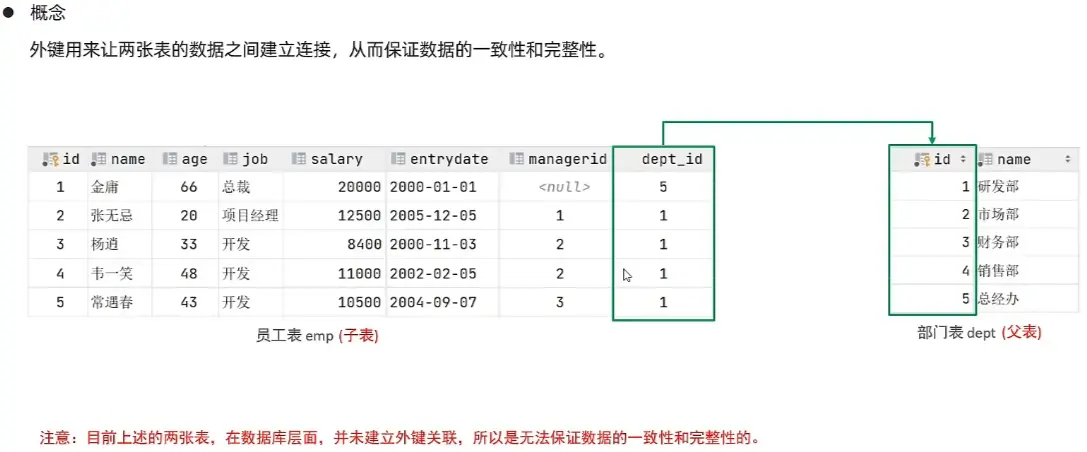 ● 概念
外键用来让两张表的数据之间建立连接，从而保证数据的一致性和完整性。
id name age job salary entrydate managerid dept_id
1 金庸 66 总裁 20000 2000-01-01 <null> 5
2 张无忌 20 项目经理 12500 2005-12-05 1 1
3 杨逍 33 开发 8400 2000-11-03 2 1
4 韦一笑 48 开发 11000 2002-02-05 2 1
5 常遇春 43 开发 10500 2004-09-07 3 1
员工表 emp (子表)
id name
1 研发部
2 市场部
3 财务部
4 销售部
5 总经办
部门表 dept (父表)
注意：目前上述的两张表，在数据库层面，并未建立外键关联，所以是无法保证数据的一致性和完整性的。